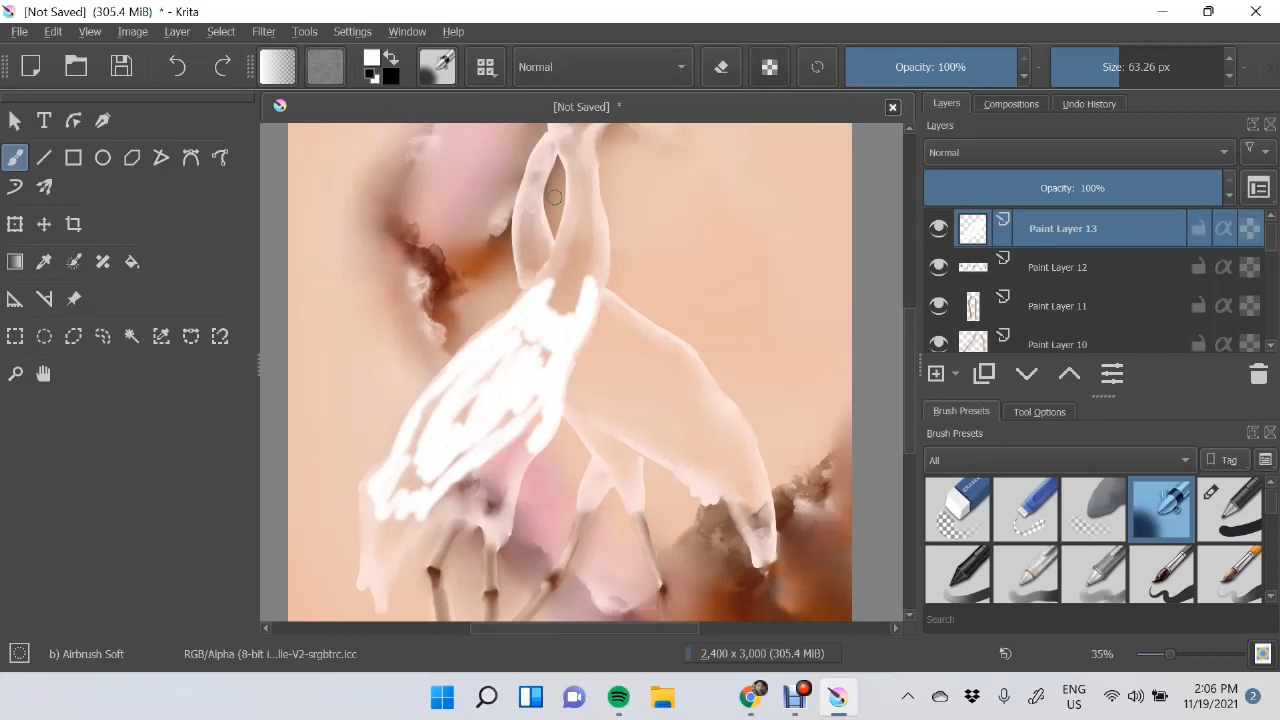 [Not Saved]  (305.4 MiB)  * - Krita
File Edit View Image Layer Select Filter Tools Settings Window Help
Normal
Opacity: 100%
Size: 63.26 px
[Not Saved]  *
Layers Compositions Undo History
Layers
Normal
Opacity:  100%
Paint Layer 13
Paint Layer 12
Paint Layer 11
Paint Layer 10
Brush Presets Tool Options
Brush Presets
All
Tag
Search
b) Airbrush Soft
RGB/Alpha (8-bit i...lle-V2-srgbtrc.icc
2,400 x 3,000 (305.4 MiB)
35%
ENG
US
2:06 PM
11/19/2021
2